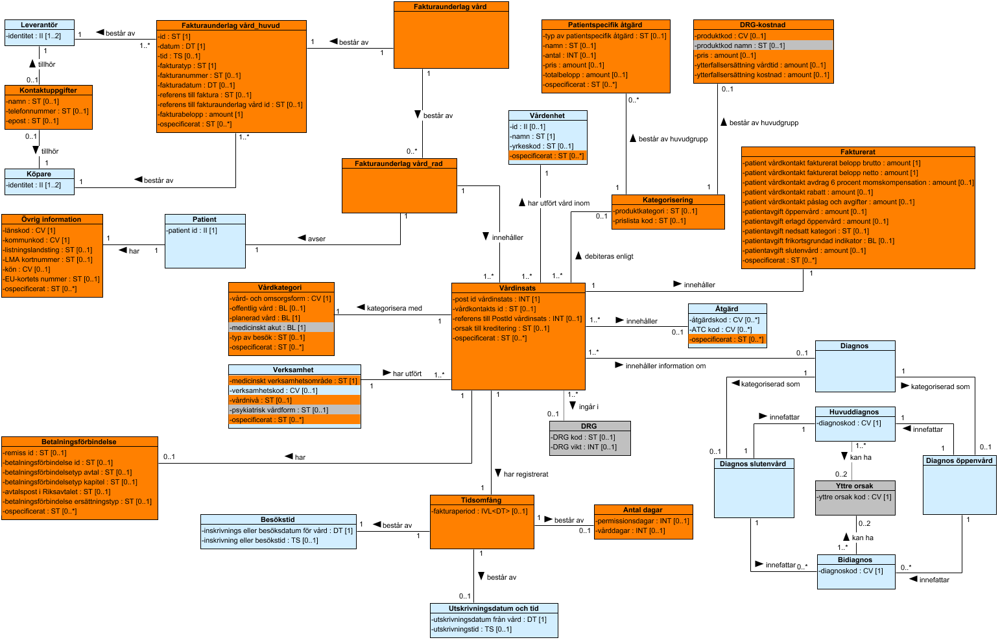 Leverantör
-identitet : II [1..2]
1
består av
1..*
1
tillhör
0..1
Kontaktuppgifter
-namn : ST [0..1]
-telefonnummer : ST [0..1]
-epost : ST [0..1]
0..1
tillhör
1
Köpare
-identitet : II [1..2]
1
består av
1..*
Fakturaunderlag vård_huvud
-id : ST [1]
-datum : DT [1]
-tid : TS [0..1]
-fakturatyp : ST [1]
-fakturanummer : ST [0..1]
-fakturadatum : DT [0..1]
-referens till faktura : ST [0..1]
-referens till fakturaunderlag vård id : ST [0..1]
-fakturabelopp : amount [1]
-ospecificerat : ST [0..*]
1
består av
1
Fakturaunderlag vård
1
består av
0..*
Fakturaunderlag vård_rad
1
innehåller
1..*
1
avser
1
Patient
-patient id : II [1]
1
har
1
Övrig information
-länskod : CV [1]
-kommunkod : CV [1]
-listningslandsting : ST [0..1]
-LMA kortnummer : ST [0..1]
-kön : CV [0..1]
-EU-kortets nummer : ST [0..1]
-ospecificerat : ST [0..*]
Patientspecifik åtgärd
-typ av patientspecifik åtgärd : ST [0..1]
-namn : ST [0..1]
-antal : INT [0..1]
-pris : amount [0..1]
-totalbelopp : amount [0..1]
-ospecificerat : ST [0..*]
0..*
består av huvudgrupp
1
DRG-kostnad
-produktkod : CV [0..1]
-produktkod namn : ST [0..1]
-pris : amount [0..1]
-ytterfallsersättning vårdtid : amount [0..1]
-ytterfallsersättning kostnad : amount [0..1]
0..1
består av huvudgrupp
1
Vårdenhet
-id : II [0..1]
-namn : ST [1]
-yrkeskod : ST [0..1]
-ospecificerat : ST [0..*]
1
har utfört vård inom
1..*
Kategorisering
-produktkategori : ST [0..1]
-prislista kod : ST [0..1]
0..1
debiteras enligt
1..*
Fakturerat
-patient vårdkontakt fakturerat belopp brutto : amount [1]
-patient vårdkontakt fakturerat belopp netto : amount [1]
-patient vårdkontakt avdrag 6 procent momskompensation : amount [0..1]
-patient vårdkontakt rabatt : amount [0..1]
-patient vårdkontakt påslag och avgifter : amount [0..1]
-patientavgift öppenvård : amount [0..1]
-patientavgift erlagd öppenvård : amount [0..1]
-patientavgift nedsatt kategori : ST [0..1]
-patientavgift frikortsgrundad indikator : BL [0..1]
-patientavgift slutenvård : amount [0..1]
-ospecificerat : ST [0..*]
1
innehåller
1
Vårdkategori
-vård- och omsorgsform : CV [1]
-offentlig vård : BL [0..1]
-planerad vård : BL [1]
-medicinskt akut : BL [1]
-typ av besök : ST [0..1]
-ospecificerat : ST [0..*]
1
kategorisera med
1
Vårdinsats
-post id vårdinstats : INT [1]
-vårdkontakts id : ST [0..1]
-referens till PostId vårdinsats : INT [0..1]
-orsak till kreditering : ST [0..1]
-ospecificerat : ST [0..*]
1..*
innehåller
0..1
Åtgärd
-åtgärdskod : CV [0..*]
-ATC kod : CV [0..*]
-ospecificerat : ST [0..*]
1..*
innehåller information om
0..1
Diagnos
1
kategoriserad som
0..1
1
kategoriserad som
0..1
Verksamhet
-medicinskt verksamhetsområde : ST [1]
-verksamhetskod : CV [0..1]
-vårdnivå : ST [0..1]
-psykiatrisk vårdform : ST [0..1]
-ospecificerat : ST [0..*]
1
har utfört
1..*
1..*
ingår i
0..1
DRG
-DRG kod : ST [0..1]
-DRG vikt : INT [0..1]
Huvuddiagnos
-diagnoskod : CV [1]
innefattar
1
1
1
innefattar
1
1..*
kan ha
0..2
Diagnos slutenvård
Diagnos öppenvård
Yttre orsak
-yttre orsak kod : CV [1]
0..2
kan ha
1..*
Bidiagnos
-diagnoskod : CV [1]
1
innefattar
0..*
1
innefattar
0..*
Betalningsförbindelse
-remiss id : ST [0..1]
-betalningsförbindelse id : ST [0..1]
-betalningsförbindelsetyp avtal : ST [0..1]
-betalningsförbindelsetyp kapitel : ST [0..1]
-avtalspost i Riksavtalet : ST [0..1]
-betalningsförbindelse ersättningstyp : ST [0..1]
-ospecificerat : ST [0..*]
0..1
har
1
1
har registrerat
1
Tidsomfång
-fakturaperiod : IVL<DT> [0..1]
1
består av
0..1
Antal dagar
-permissionsdagar : INT [0..1]
-vårddagar : INT [0..1]
Besökstid
-inskrivnings eller besöksdatum för vård : DT [1]
-inskrivning eller besökstid : TS [0..1]
1
består av
1
1
består av
0..1
Utskrivningsdatum och tid
-utskrivningsdatum från vård : DT [1]
-utskrivningstid : TS [0..1]